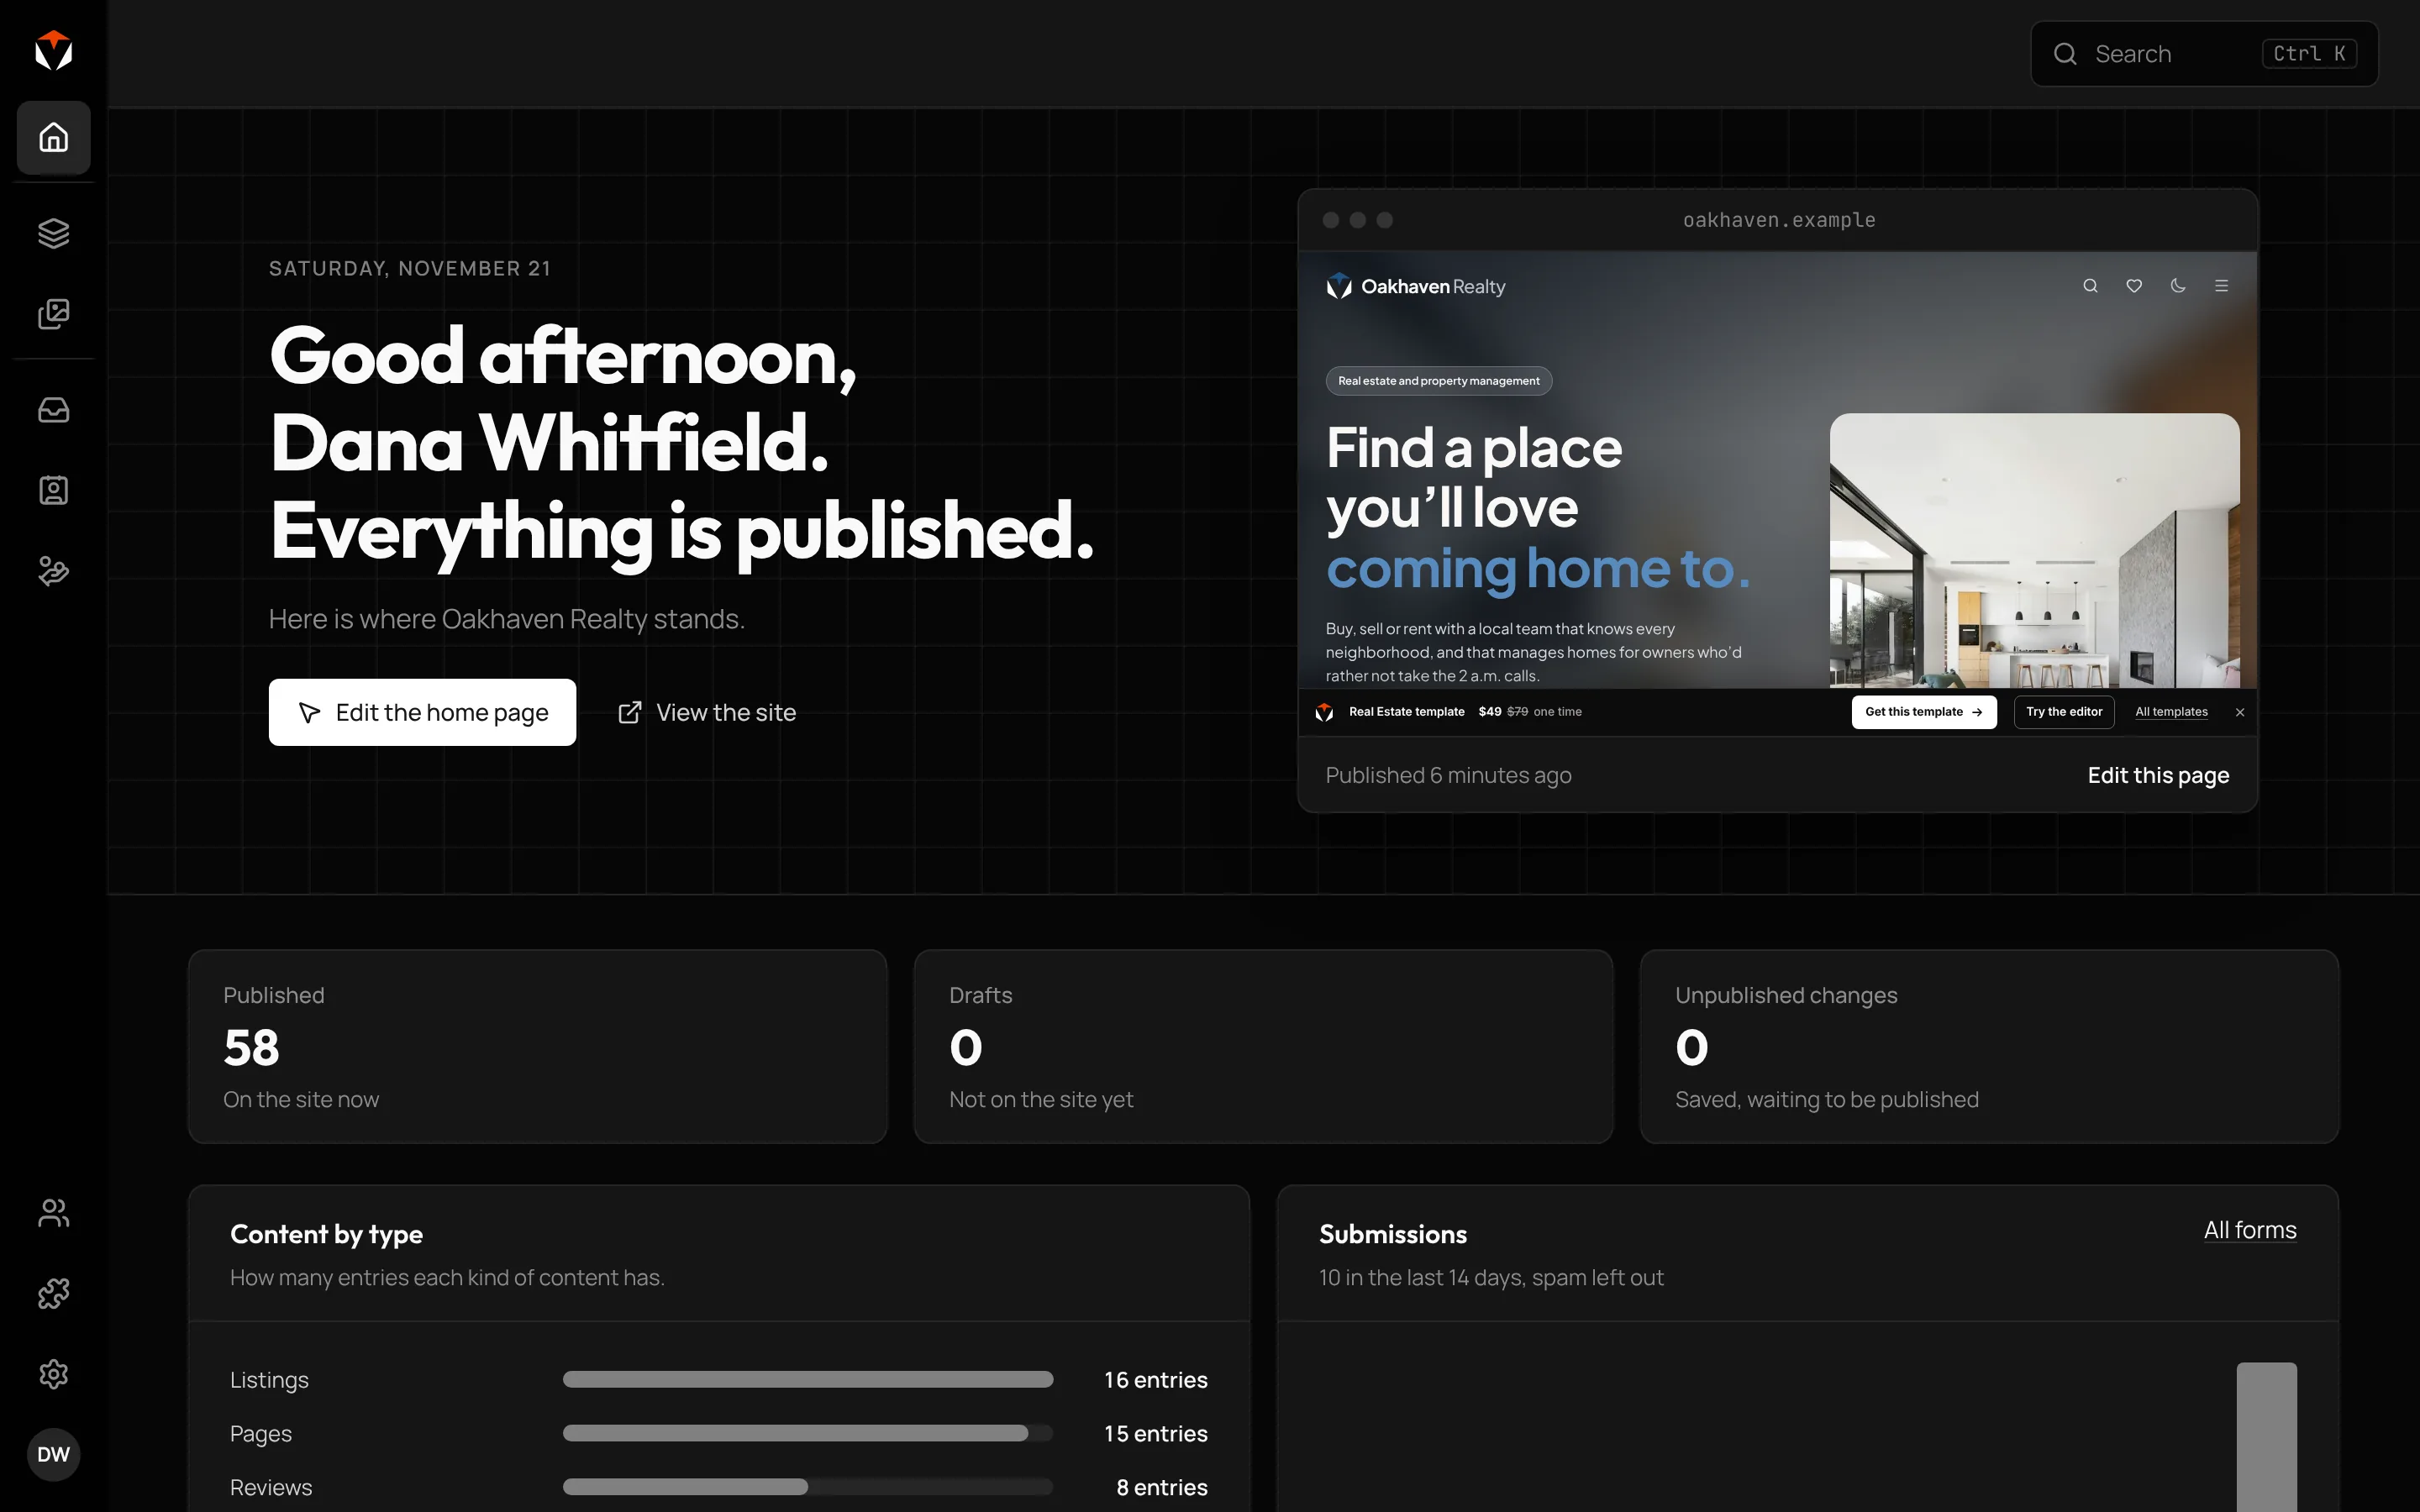 Search
Ctrl K
SATURDAY, NOVEMBER 21
Good afternoon,
Dana Whitfield.
Everything is published.
Here is where Oakhaven Realty stands.
Edit the home page
View the site
oakhaven.example
Oakhaven Realty
Real estate and property management
Find a place
you’ll love
coming home to.
Buy, sell or rent with a local team that knows every
neighborhood, and that manages homes for owners who’d
rather not take the 2 a.m. calls.
Real Estate template $49 $79 one time
Get this template
Try the editor
All templates
Published 6 minutes ago
Edit this page
Published
58
On the site now
Drafts
0
Not on the site yet
Unpublished changes
0
Saved, waiting to be published
Content by type
How many entries each kind of content has.
Listings
16 entries
Pages
15 entries
Reviews
8 entries
Submissions
10 in the last 14 days, spam left out
All forms
DW